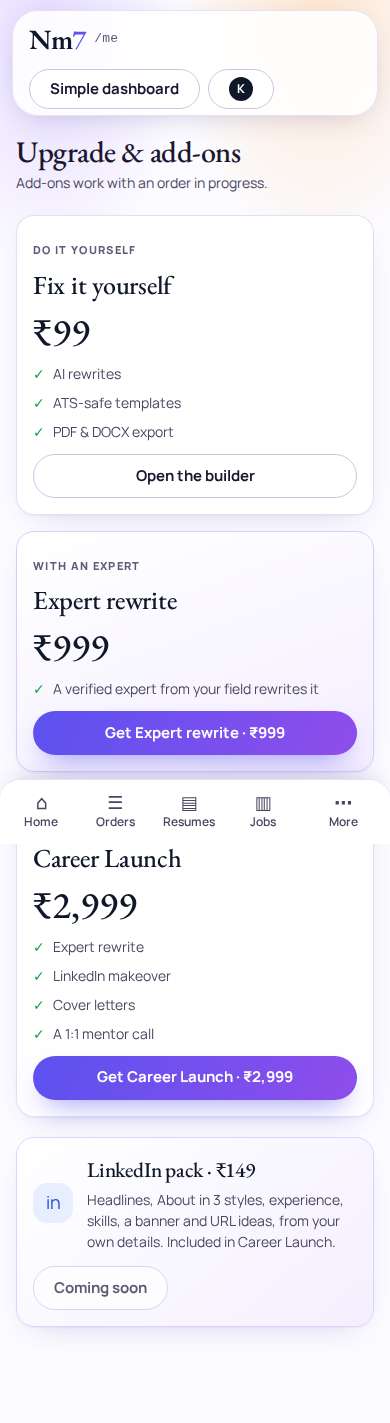 Nm7 /me
Simple dashboard
K
Upgrade & add-ons
Add-ons work with an order in progress.
DO IT YOURSELF
Fix it yourself
₹99
✓ AI rewrites
✓ ATS-safe templates
✓ PDF & DOCX export
Open the builder
WITH AN EXPERT
Expert rewrite
₹999
✓ A verified expert from your field rewrites it
Get Expert rewrite · ₹999
Home Orders Resumes Jobs More
Career Launch
₹2,999
✓ Expert rewrite
✓ LinkedIn makeover
✓ Cover letters
✓ A 1:1 mentor call
Get Career Launch · ₹2,999
in
LinkedIn pack · ₹149
Headlines, About in 3 styles, experience,
skills, a banner and URL ideas, from your
own details. Included in Career Launch.
Coming soon